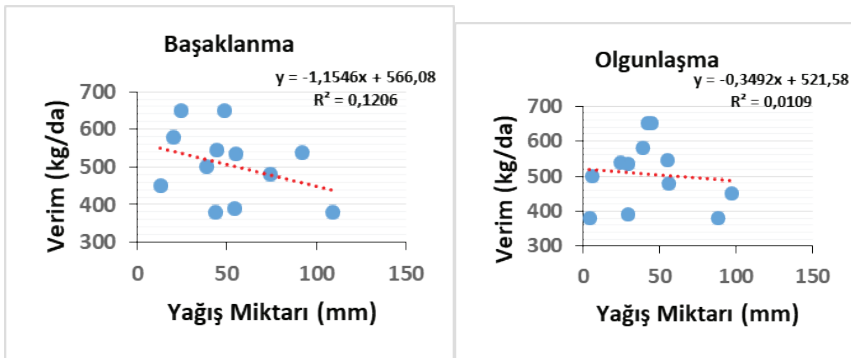 Başaklanma
y = -1,1546x + 566,08
R² = 0,1206
700
600
500
400
300
Verim (kg/da)
0 50 100 150
Yağış Miktarı (mm)
Olgunlaşma
y = -0,3492x + 521,58
R² = 0,0109
700
600
500
400
300
Verim (kg/da)
0 50 100 150
Yağış Miktarı (mm)